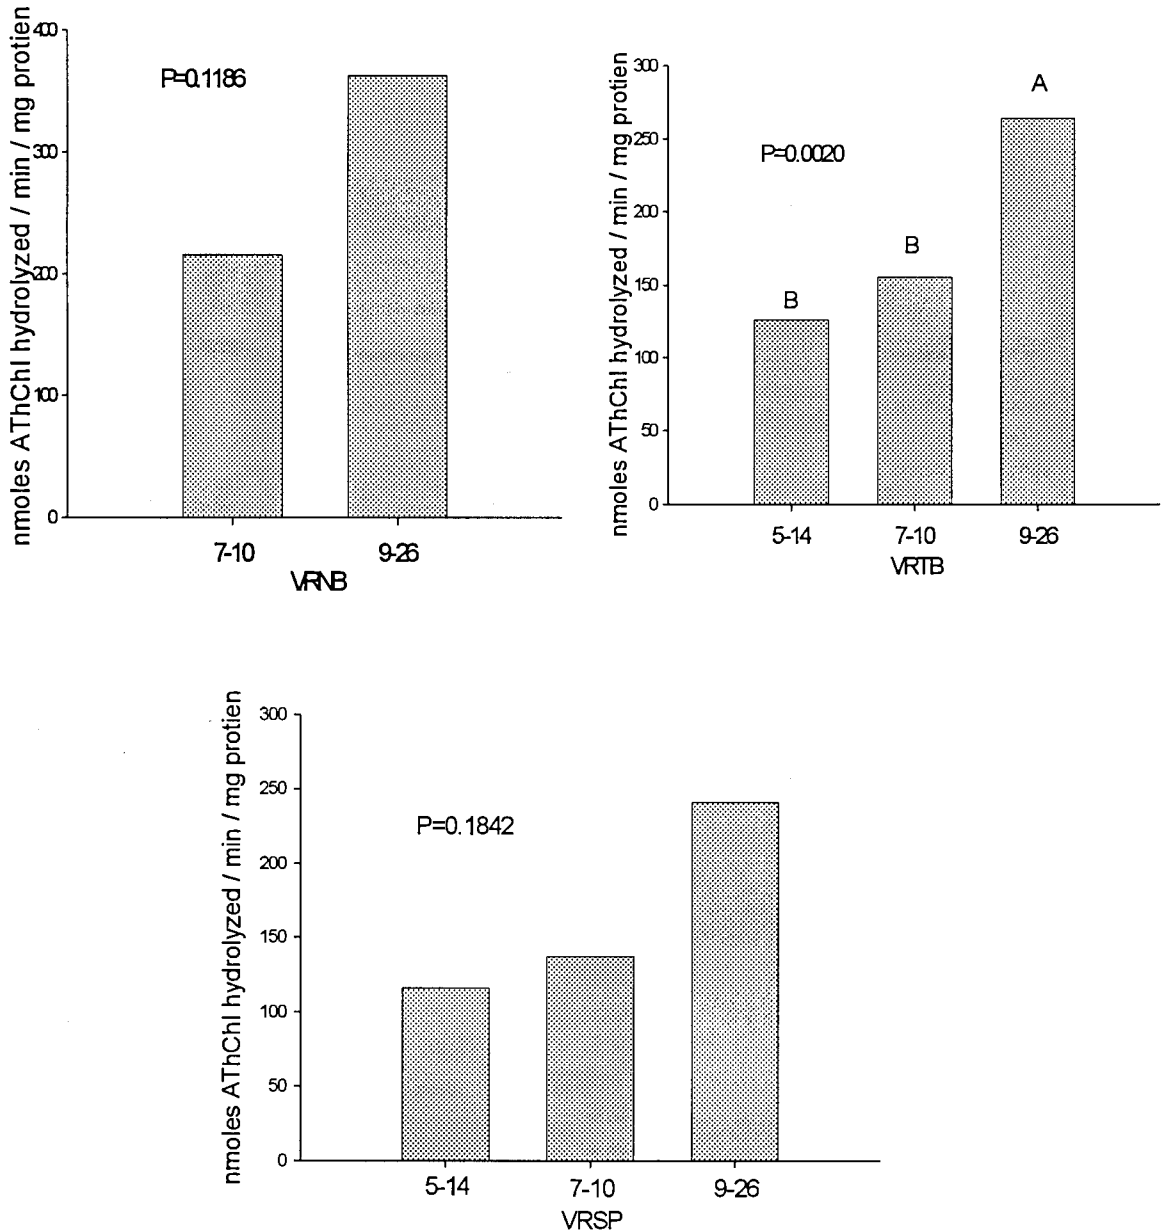 nmoles AThChI hydrolyzed / min / mg protien
400
300
200
100
0
P=0.1186
7-10 9-26
VRNB
nmoles AThChI hydrolyzed / min / mg protien
300
250
200
150
100
50
0
P=0.0020
A
B
B
5-14 7-10 9-26
VRTB
nmoles AThChI hydrolyzed / min / mg protien
300
250
200
150
100
50
0
P=0.1842
5-14 7-10 9-26
VRSP